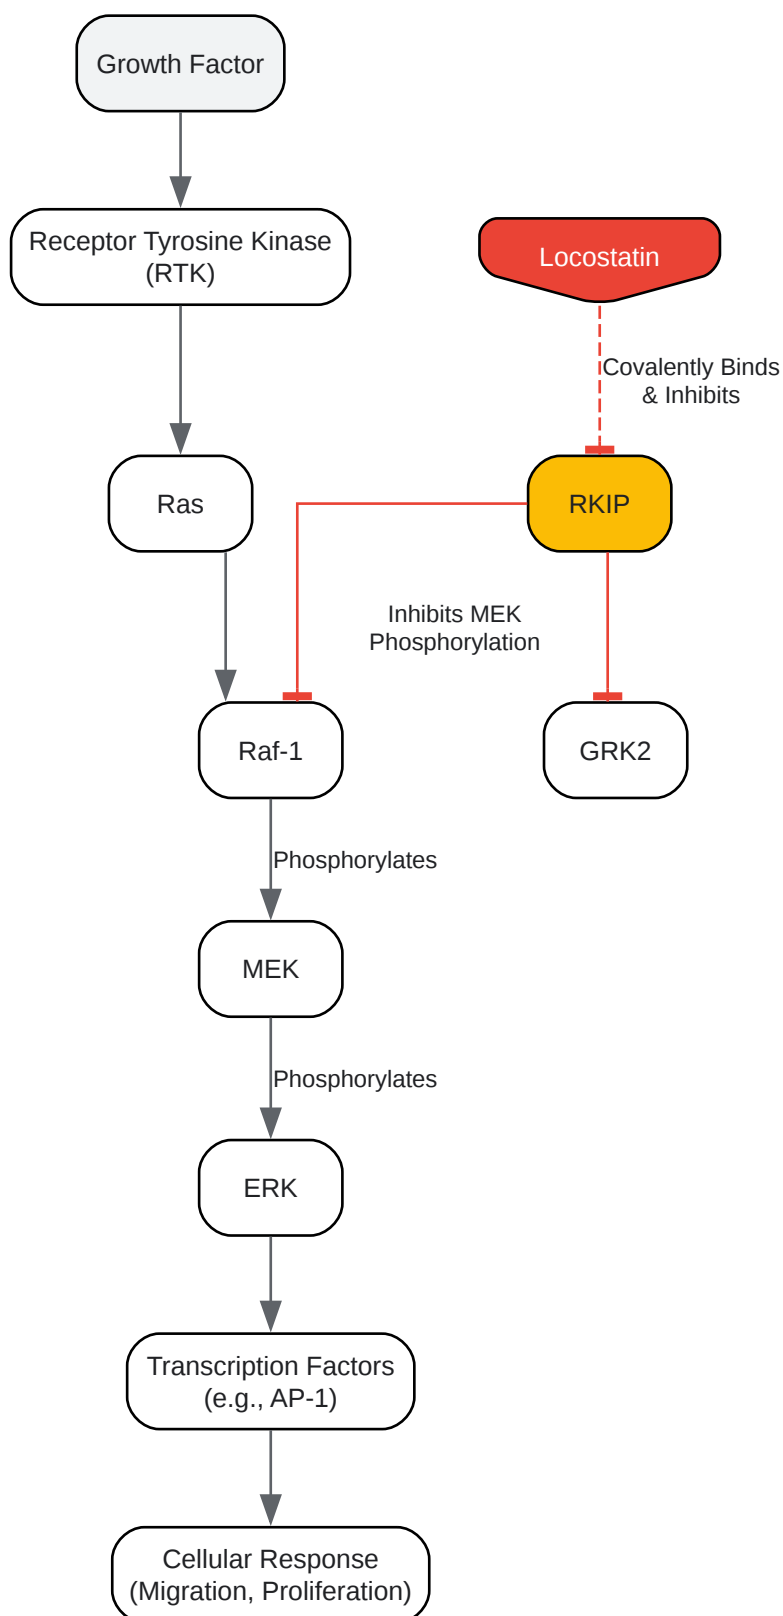 Growth Factor
Receptor Tyrosine Kinase
(RTK)
Locostatin
Covalently Binds
& Inhibits
Ras
RKIP
Inhibits MEK
Phosphorylation
Raf-1
GRK2
Phosphorylates
MEK
Phosphorylates
ERK
Transcription Factors
(e.g., AP-1)
Cellular Response
(Migration, Proliferation)